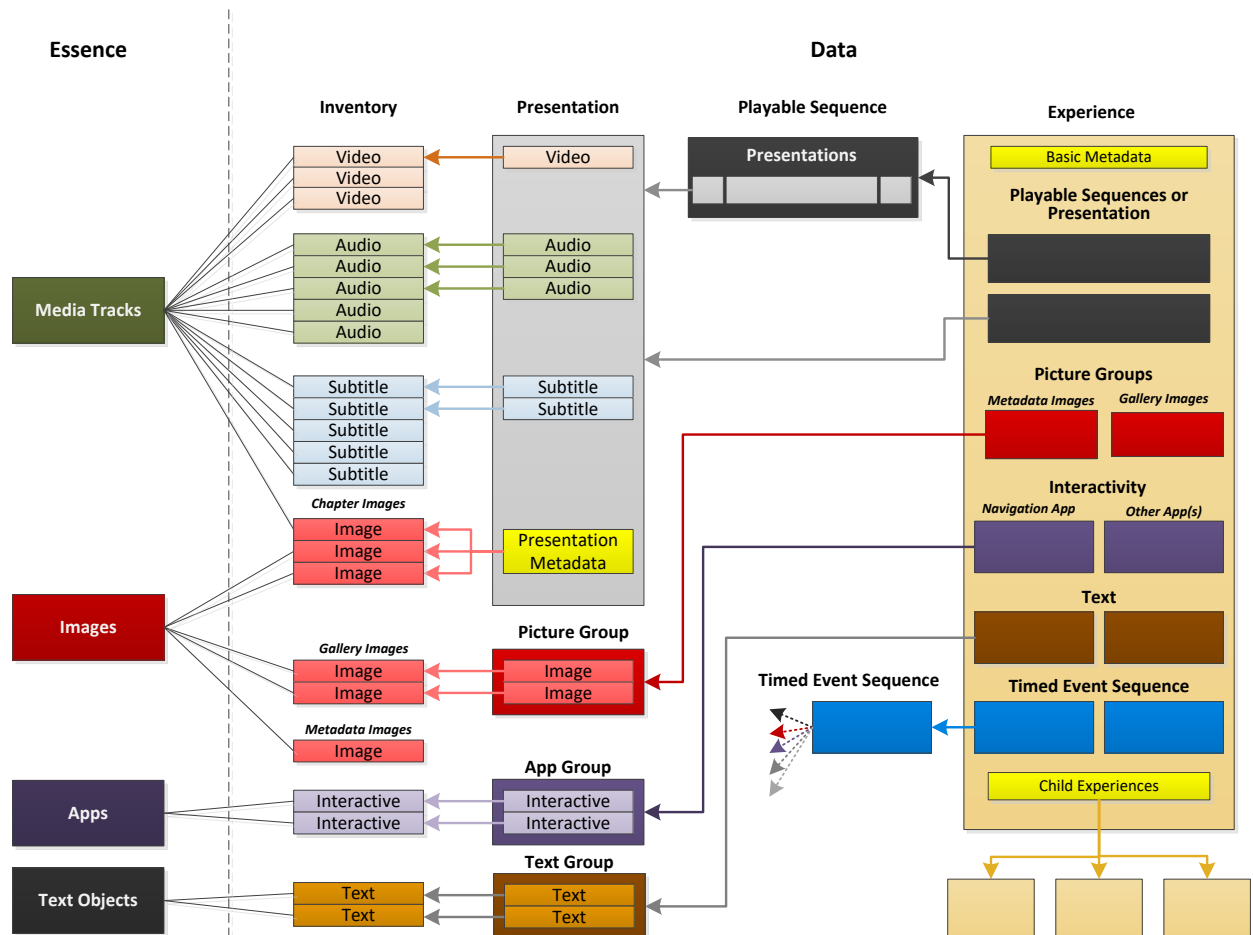 Essence
Data
Inventory
Presentation
Playable Sequence
Experience
Video
Video
Video
Audio
Audio
Audio
Audio
Audio
Subtitle
Subtitle
Subtitle
Subtitle
Subtitle
Chapter Images
Image
Image
Image
Gallery Images
Image
Image
Metadata Images
Image
Interactive
Interactive
Text
Text
Media Tracks
Images
Apps
Text Objects
Video
Audio
Audio
Audio
Subtitle
Subtitle
Presentation
Metadata
Picture Group
Image
Image
App Group
Interactive
Interactive
Text Group
Text
Text
Presentations
Timed Event Sequence
Basic Metadata
Playable Sequences or
Presentation
Picture Groups
Metadata Images
Gallery Images
Interactivity
Navigation App
Other App(s)
Text
Timed Event Sequence
Child Experiences